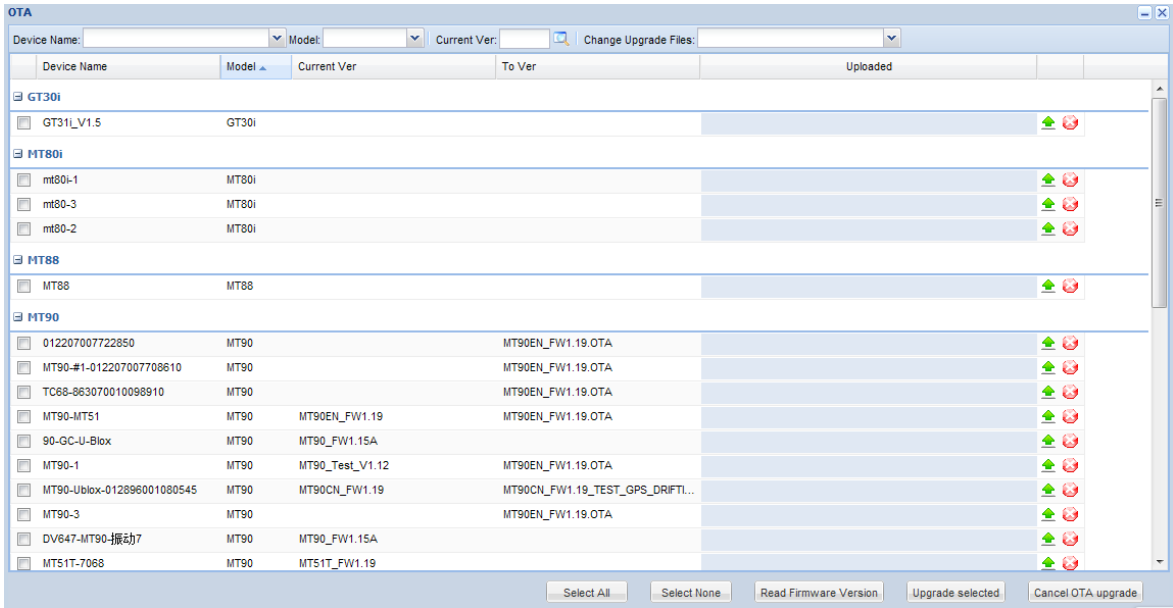 OTA
Device Name: Model: Current Ver: Change Upgrade Files:
Device Name Model Current Ver To Ver Uploaded
GT30i
GT31i_V1.5 GT30i
MT80i
mt80i-1 MT80i
mt80-3 MT80i
mt80-2 MT80i
MT88
MT88 MT88
MT90
012207007722850 MT90 MT90EN_FW1.19.OTA
MT90-#1-012207007708610 MT90 MT90EN_FW1.19.OTA
TC68-863070010098910 MT90 MT90EN_FW1.19.OTA
MT90-MT51 MT90 MT90EN_FW1.19 MT90EN_FW1.19.OTA
90-GC-U-Blox MT90 MT90_FW1.15A
MT90-1 MT90 MT90_Test_V1.12 MT90EN_FW1.19.OTA
MT90-Ublox-012896001080545 MT90 MT90CN_FW1.19 MT90CN_FW1.19_TEST_GPS_DRIFTI...
MT90-3 MT90 MT90EN_FW1.19.OTA
DV647-MT90-振动7 MT90 MT90_FW1.15A
MT51T-7068 MT90 MT51T_FW1.19
Select All Select None Read Firmware Version Upgrade selected Cancel OTA upgrade